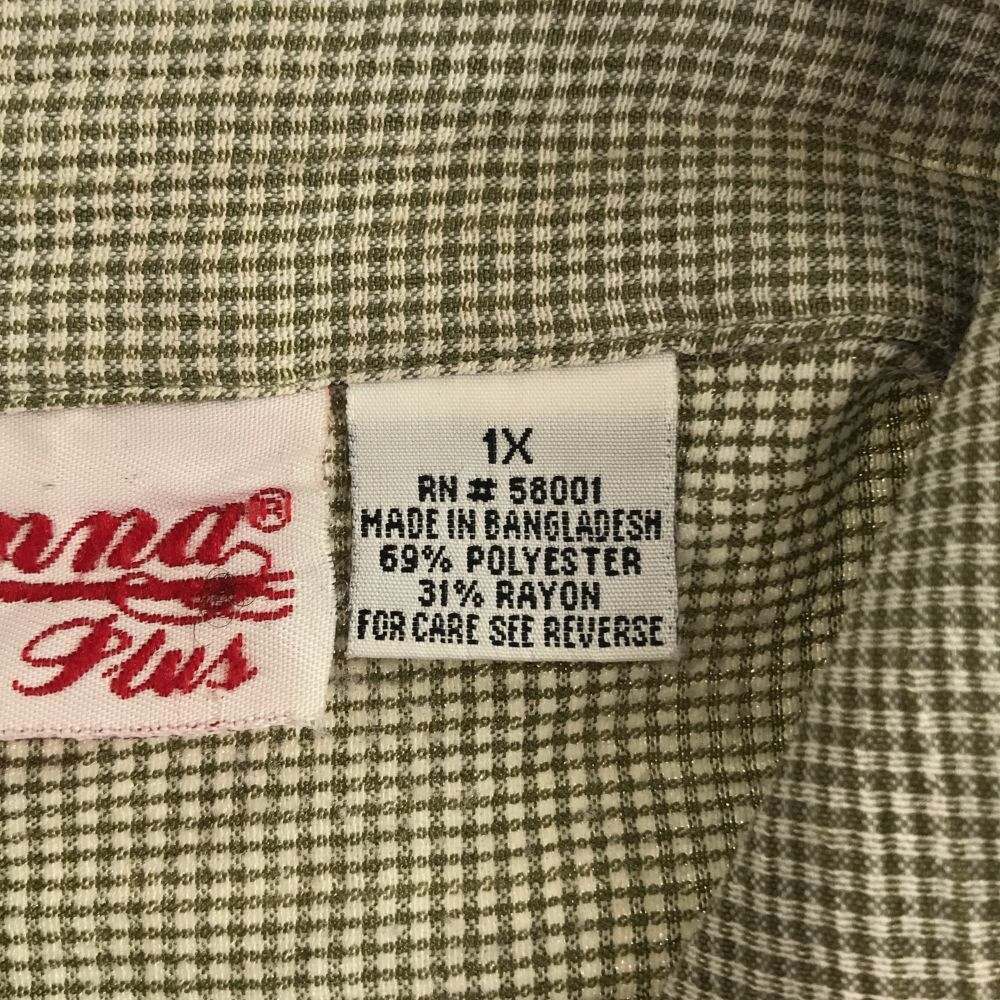 Plus
1X
RN # 58001
MADE IN BANGLADESH
69% POLYESTER
31% RAYON
FOR CARE SEE REVERSE